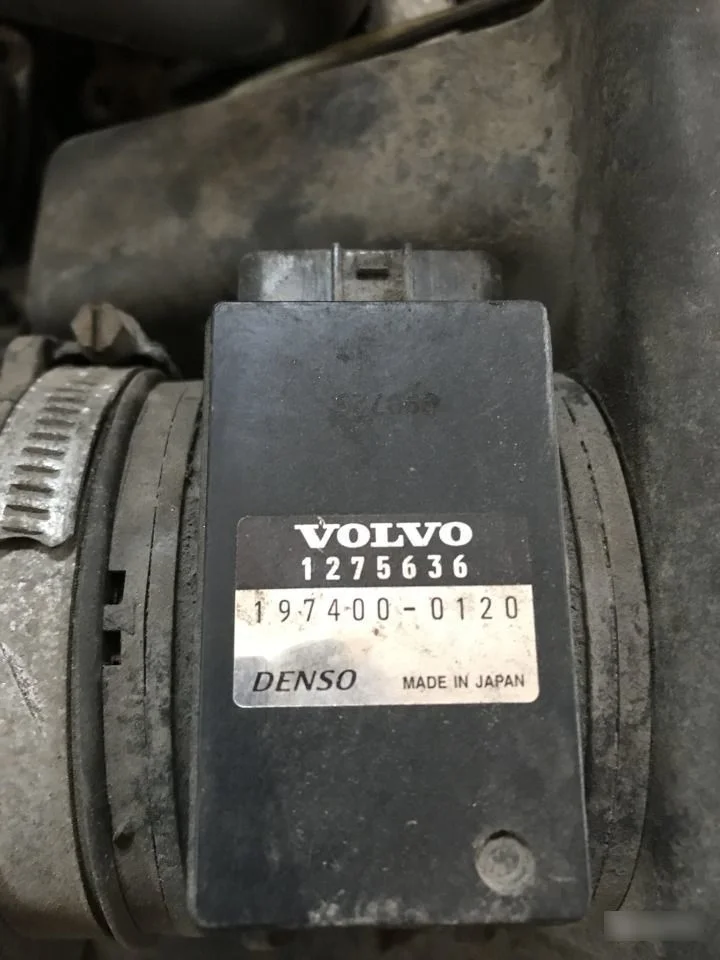 VOLVO
1275636
197400-0120
DENSO MADE IN JAPAN